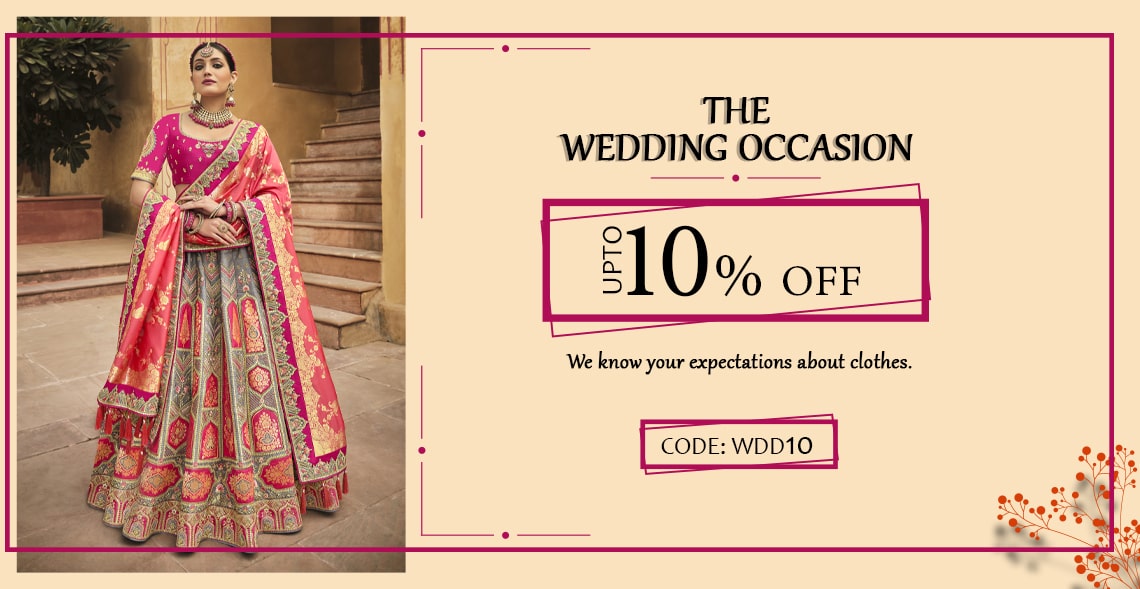 THE
WEDDING OCCASION
UPTO 10% OFF
We know your expectations about clothes.
CODE: WDD10